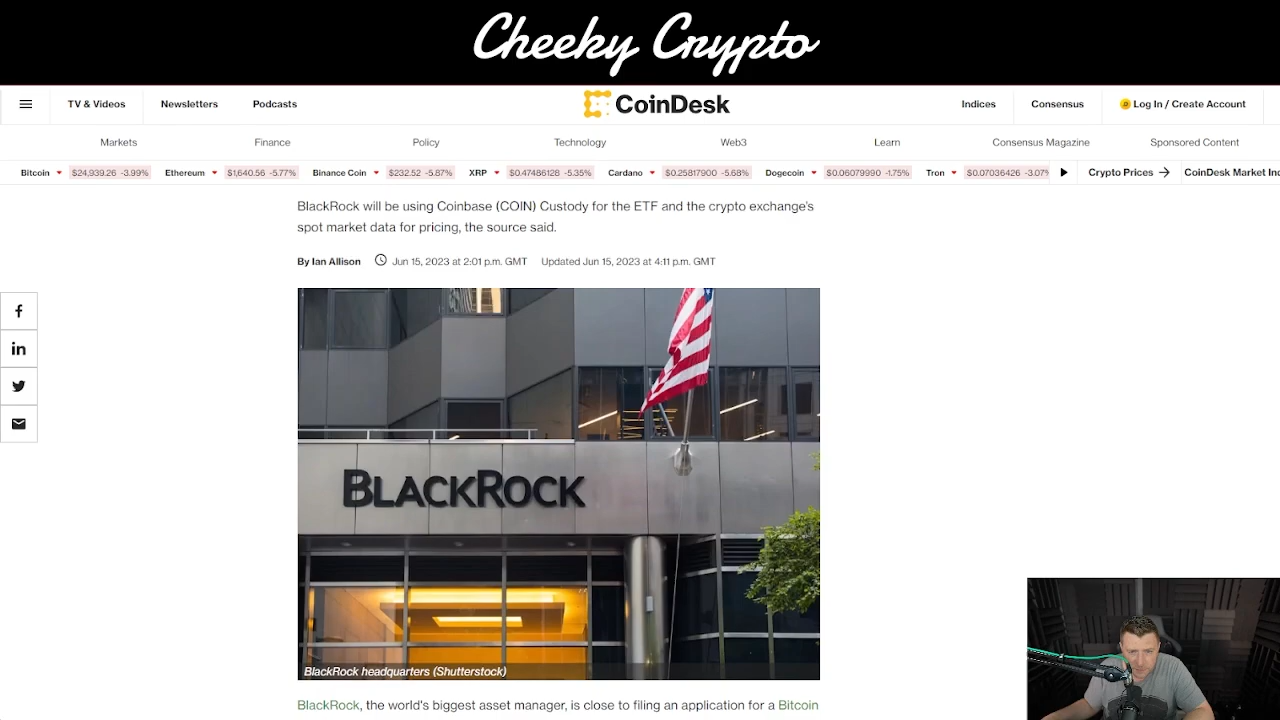 Cheeky Crypto
TV & Videos Newsletters Podcasts CoinDesk Indices Consensus Log In / Create Account
Markets Finance Policy Technology Web3 Learn Consensus Magazine Sponsored Content
Bitcoin $24,939.26 -3.99% Ethereum $1,640.56 -5.77% Binance Coin $232.52 -5.87% XRP $0.47486128 -5.35% Cardano $0.25817900 -5.68% Dogecoin $0.06079990 -1.75% Tron $0.07036426 -3.07% Crypto Prices → CoinDesk Market Ind
BlackRock will be using Coinbase (COIN) Custody for the ETF and the crypto exchange's
spot market data for pricing, the source said.
By Ian Allison Jun 15, 2023 at 2:01 p.m. GMT Updated Jun 15, 2023 at 4:11 p.m. GMT
BLACKROCK
BlackRock headquarters (Shutterstock)
BlackRock, the world's biggest asset manager, is close to filing an application for a Bitcoin